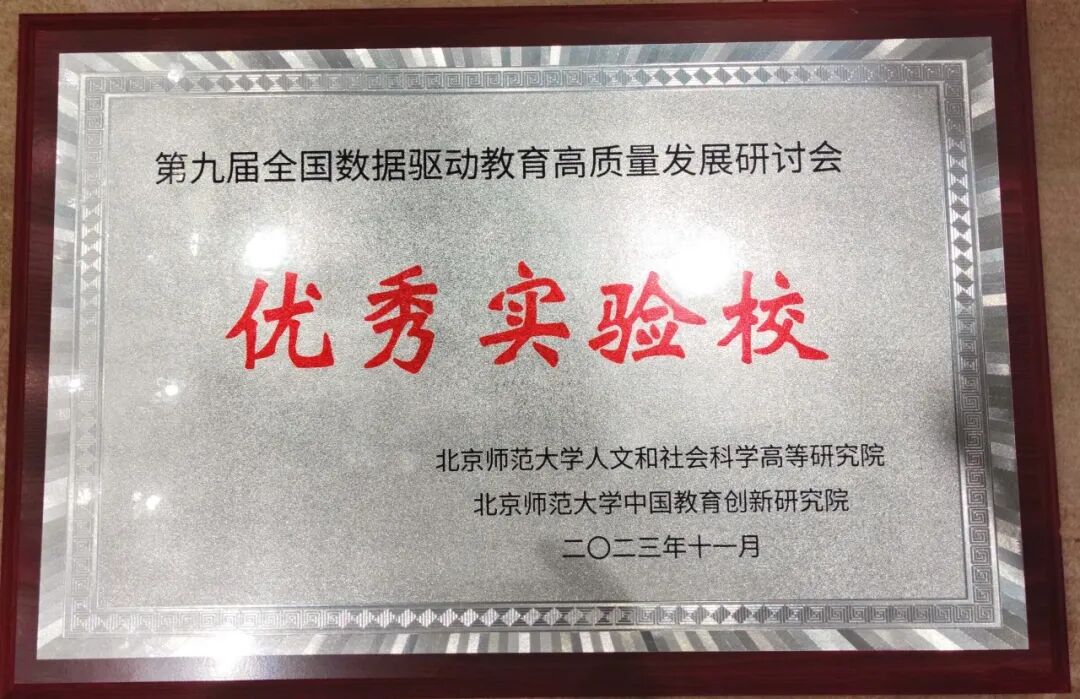 第九届全国数据驱动教育高质量发展研讨会
优秀实验校
北京师范大学人文和社会科学高等研究院
北京师范大学中国教育创新研究院
二〇二三年十一月